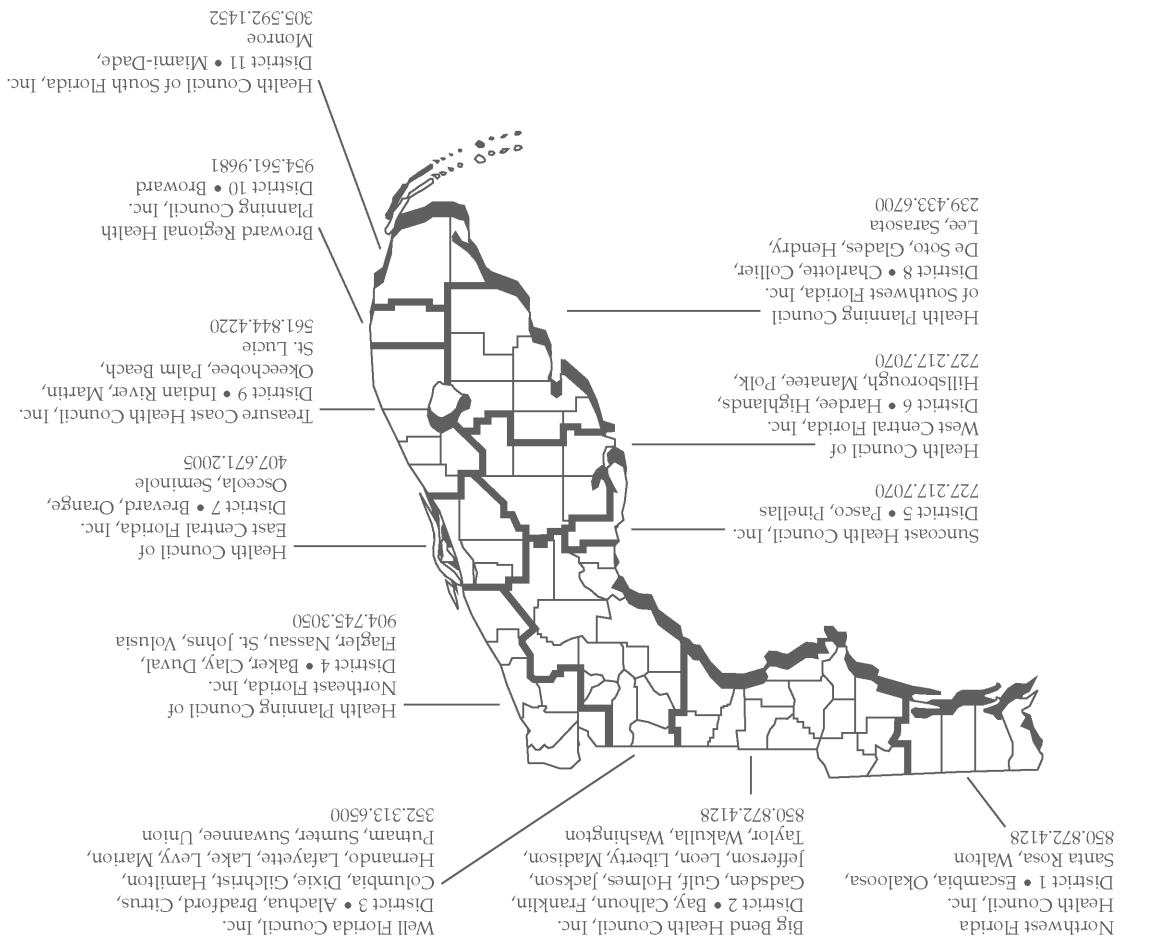 Northwest Florida
Health Council, Inc.
District 1 • Escambia, Okaloosa,
Santa Rosa, Walton
850.872.4128
Big Bend Health Council, Inc.
District 2 • Bay, Calhoun, Franklin,
Gadsden, Gulf, Holmes, Jackson,
Jefferson, Leon, Liberty, Madison,
Taylor, Wakulla, Washington
850.872.4128
Well Florida Council, Inc.
District 3 • Alachua, Bradford, Citrus,
Columbia, Dixie, Gilchrist, Hamilton,
Hernando, Lafayette, Lake, Levy, Marion,
Putnam, Sumter, Suwannee, Union
352.313.6500
Health Planning Council of
Northeast Florida, Inc.
District 4 • Baker, Clay, Duval,
Flagler, Nassau, St. Johns, Volusia
904.745.3050
Suncoast Health Council, Inc.
District 5 • Pasco, Pinellas
727.217.7070
Health Council of
West Central Florida, Inc.
District 6 • Hardee, Highlands,
Hillsborough, Manatee, Polk,
727.217.7070
Health Council of
East Central Florida, Inc.
District 7 • Brevard, Orange,
Osceola, Seminole
407.671.2005
Health Planning Council
of Southwest Florida, Inc.
District 8 • Charlotte, Collier,
De Soto, Glades, Hendry,
Lee, Sarasota
239.433.6700
Treasure Coast Health Council, Inc.
District 9 • Indian River, Martin,
Okeechobee, Palm Beach,
St. Lucie
561.844.4220
Broward Regional Health
Planning Council, Inc.
District 10 • Broward
954.561.9681
Health Council of South Florida, Inc.
District 11 • Miami-Dade,
Monroe
305.592.1452